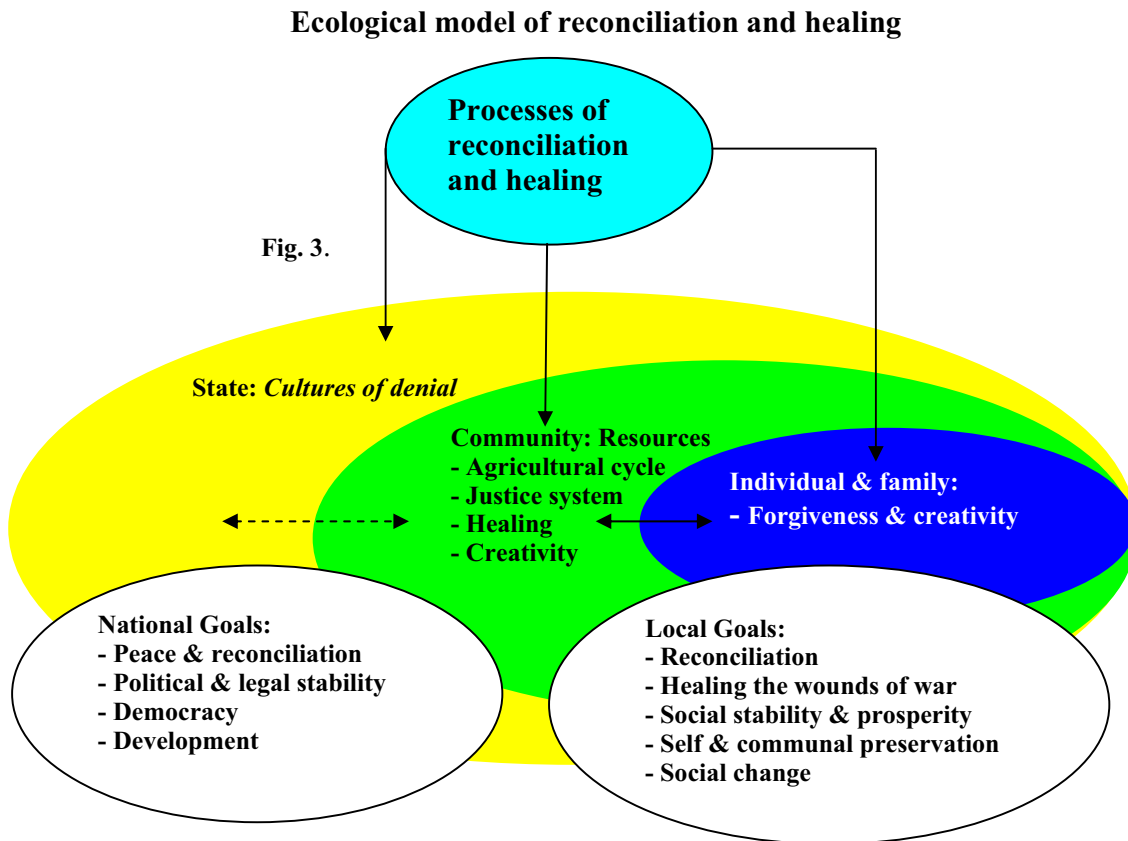 Ecological model of reconciliation and healing
Processes of
reconciliation
and healing
Fig. 3.
State: Cultures of denial
Community: Resources
- Agricultural cycle
- Justice system
- Healing
- Creativity
Individual & family:
- Forgiveness & creativity
National Goals:
- Peace & reconciliation
- Political & legal stability
- Democracy
- Development
Local Goals:
- Reconciliation
- Healing the wounds of war
- Social stability & prosperity
- Self & communal preservation
- Social change